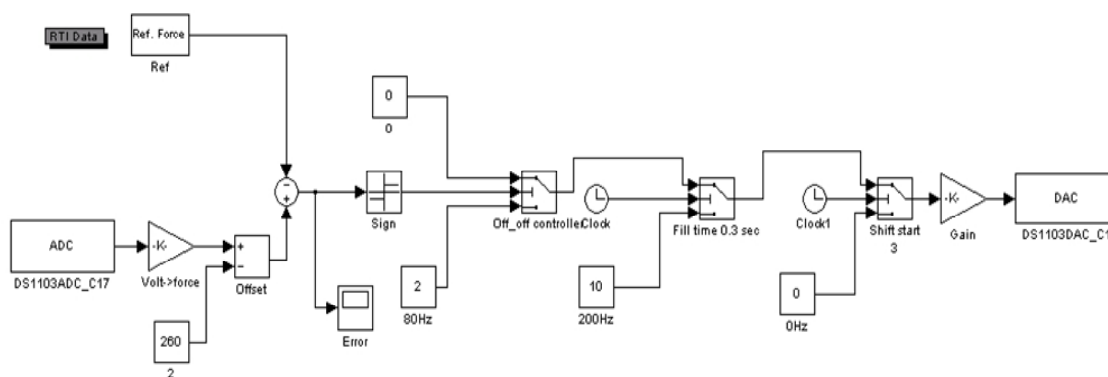 RTI Data
Ref. Force
Ref
0
0
Sign
Off_off controller
Clock
Fill time 0.3 sec
Clock1
Shift start
3
-K-
Gain
DAC
DS1103DAC_C1
ADC
DS1103ADC_C17
-K-
Volt->force
Offset
260
2
Error
2
80Hz
10
200Hz
0
0Hz